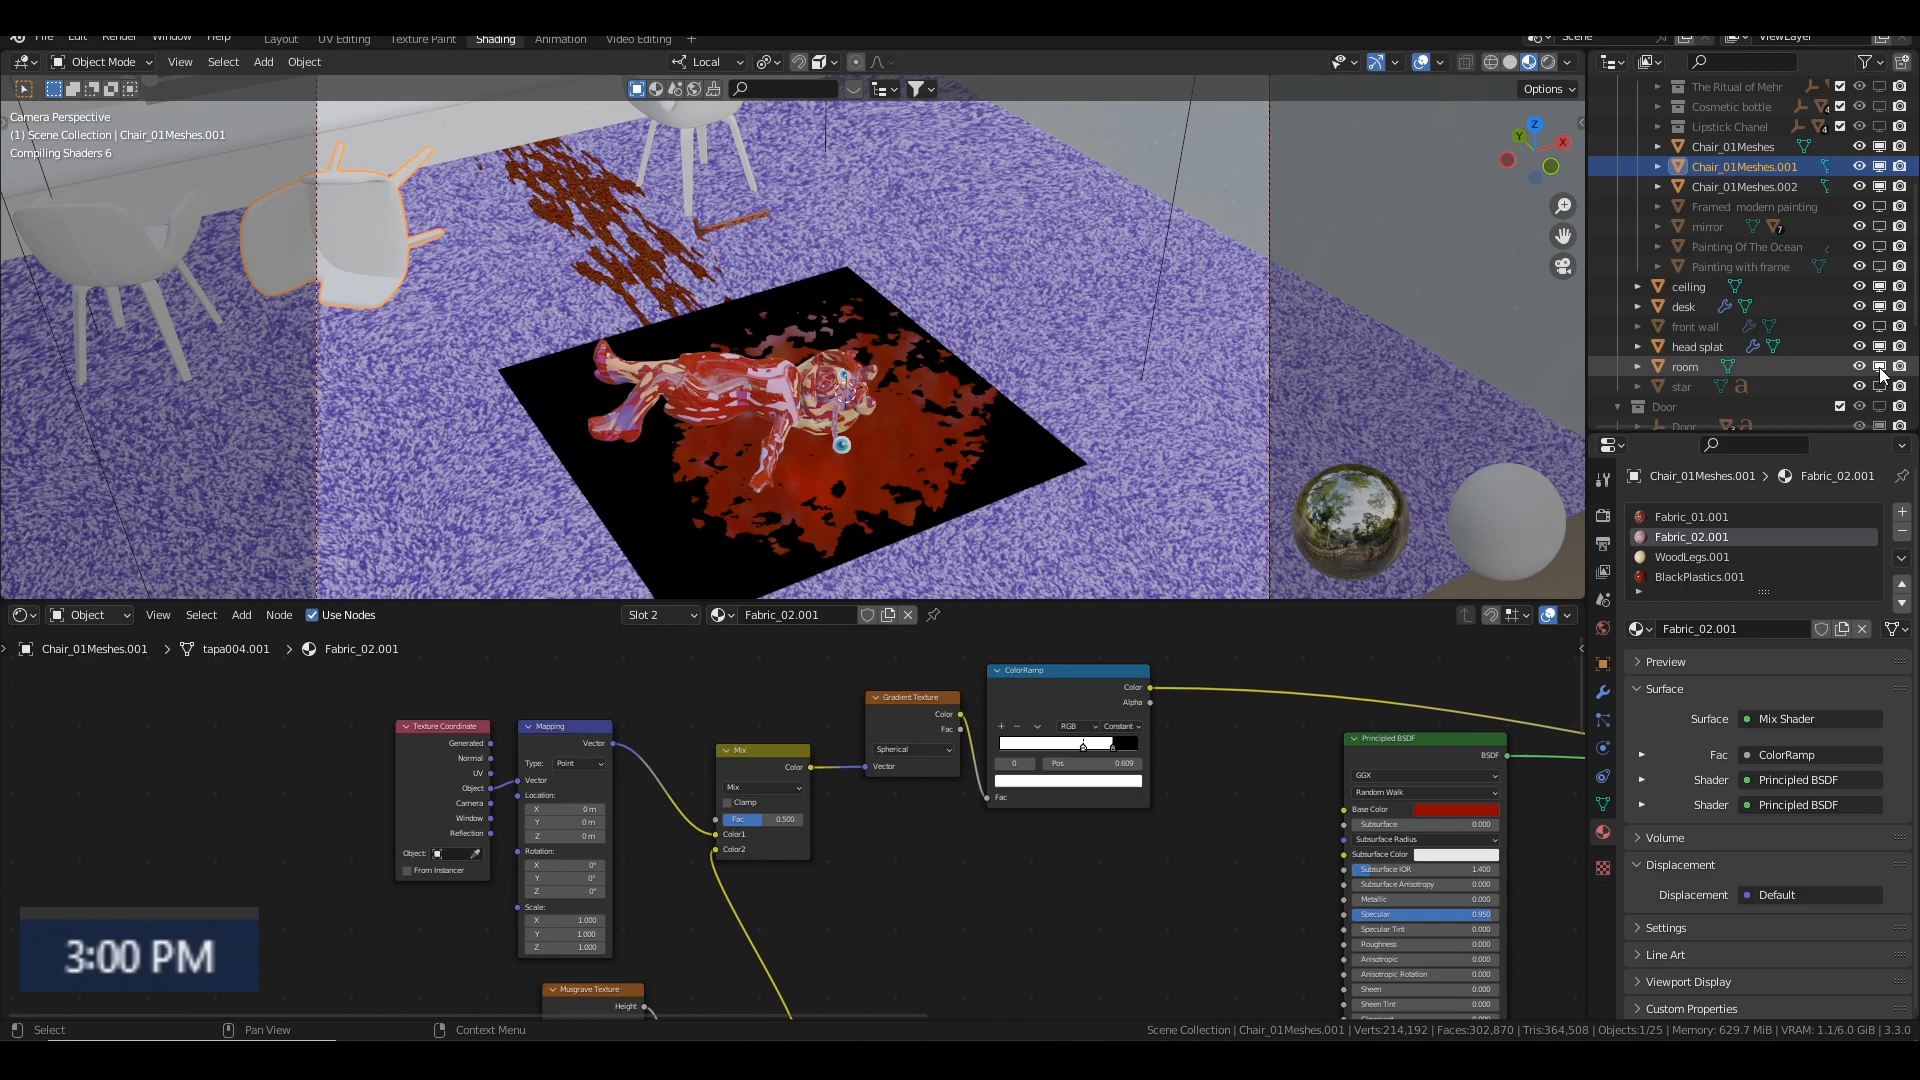 File Edit Render Window Help Layout UV Editing Texture Paint Shading Animation Video Editing + Scene ViewLayer
Object Mode View Select Add Object Local
Options
Camera Perspective
(1) Scene Collection | Chair_01Meshes.001
Compiling Shaders 6
Z
Y
X
The Ritual of Mehr
Cosmetic bottle 4
Lipstick Chanel 4
Chair_01Meshes
Chair_01Meshes.001
Chair_01Meshes.002
Framed modern painting
mirror 7
Painting Of The Ocean
Painting with frame
ceiling
desk
front wall
head splat
room
star
Door
Door
Chair_01Meshes.001 > Fabric_02.001
Fabric_01.001
Fabric_02.001
WoodLegs.001
BlackPlastics.001
Fabric_02.001
Preview
Surface
Surface Mix Shader
Fac ColorRamp
Shader Principled BSDF
Shader Principled BSDF
Volume
Displacement
Displacement Default
Settings
Line Art
Viewport Display
Custom Properties
Object View Select Add Node Use Nodes Slot 2 Fabric_02.001
Chair_01Meshes.001 > tapa004.001 > Fabric_02.001
Texture Coordinate
Generated
Normal
UV
Object
Camera
Window
Reflection
Object:
From Instancer
Mapping
Vector
Type: Point
Vector
Location:
X 0 m
Y 0 m
Z 0 m
Rotation:
X 0°
Y 0°
Z 0°
Scale:
X 1.000
Y 1.000
Z 1.000
Musgrave Texture
Height
Mix
Color
Mix
Clamp
Fac 0.500
Color1
Color2
Gradient Texture
Color
Fac
Spherical
Vector
ColorRamp
Color
Alpha
RGB Constant
0 Pos 0.609
Fac
Principled BSDF
BSDF
GGX
Random Walk
Base Color
Subsurface 0.000
Subsurface Radius
Subsurface Color
Subsurface IOR 1.400
Subsurface Anisotropy 0.000
Metallic 0.000
Specular 0.950
Specular Tint 0.000
Roughness 0.000
Anisotropic 0.000
Anisotropic Rotation 0.000
Sheen 0.000
Sheen Tint 0.000
3:00 PM
Select Pan View Context Menu Scene Collection | Chair_01Meshes.001 | Verts:214,192 | Faces:302,870 | Tris:364,508 | Objects:1/25 | Memory: 629.7 MiB | VRAM: 1.1/6.0 GiB | 3.3.0